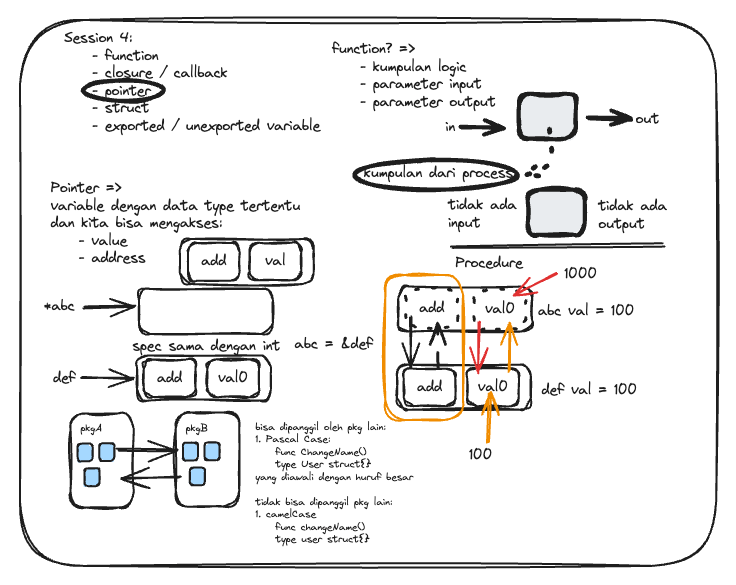 Session 4:
- function
- closure / callback
- pointer
- struct
- exported / unexported variable
function? =>
- kumpulan logic
- parameter input
- parameter output
in
out
kumpulan dari process
tidak ada
input
tidak ada
output
Procedure
Pointer =>
variable dengan data type tertentu
dan kita bisa mengakses:
- value
- address
add
val
*abc
spec sama dengan int
def
add
val0
abc = &def
1000
add
val0
abc val = 100
add
val0
def val = 100
100
pkgA
pkgB
bisa dipanggil oleh pkg lain:
1. Pascal Case:
func ChangeName()
type User struct{}
yang diawali dengan huruf besar
tidak bisa dipanggil pkg lain:
1. camelCase
func changeName()
type user struct{}